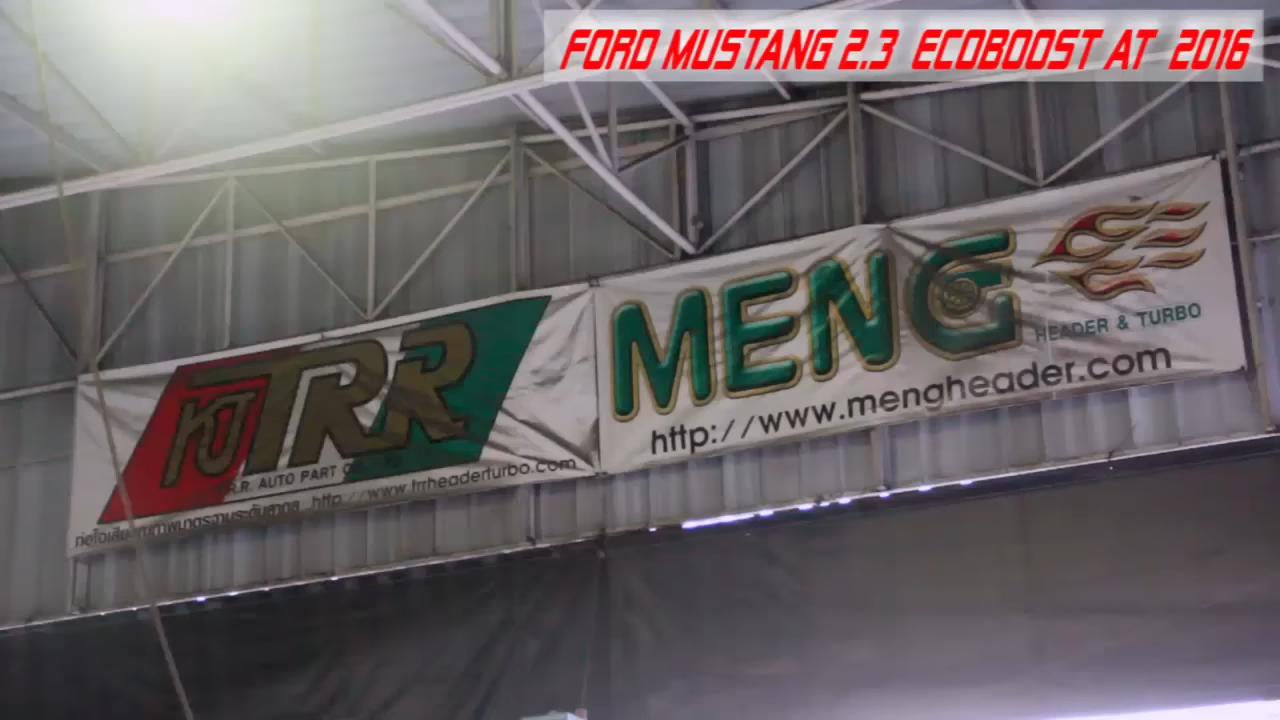 FORD MUSTANG 2.3 ECOBOOST AT 2016
KJ TRR
R.R. AUTO PART
http://www.trrheaderturbo.com
MENG
HEADER & TURBO
http://www.mengheader.com